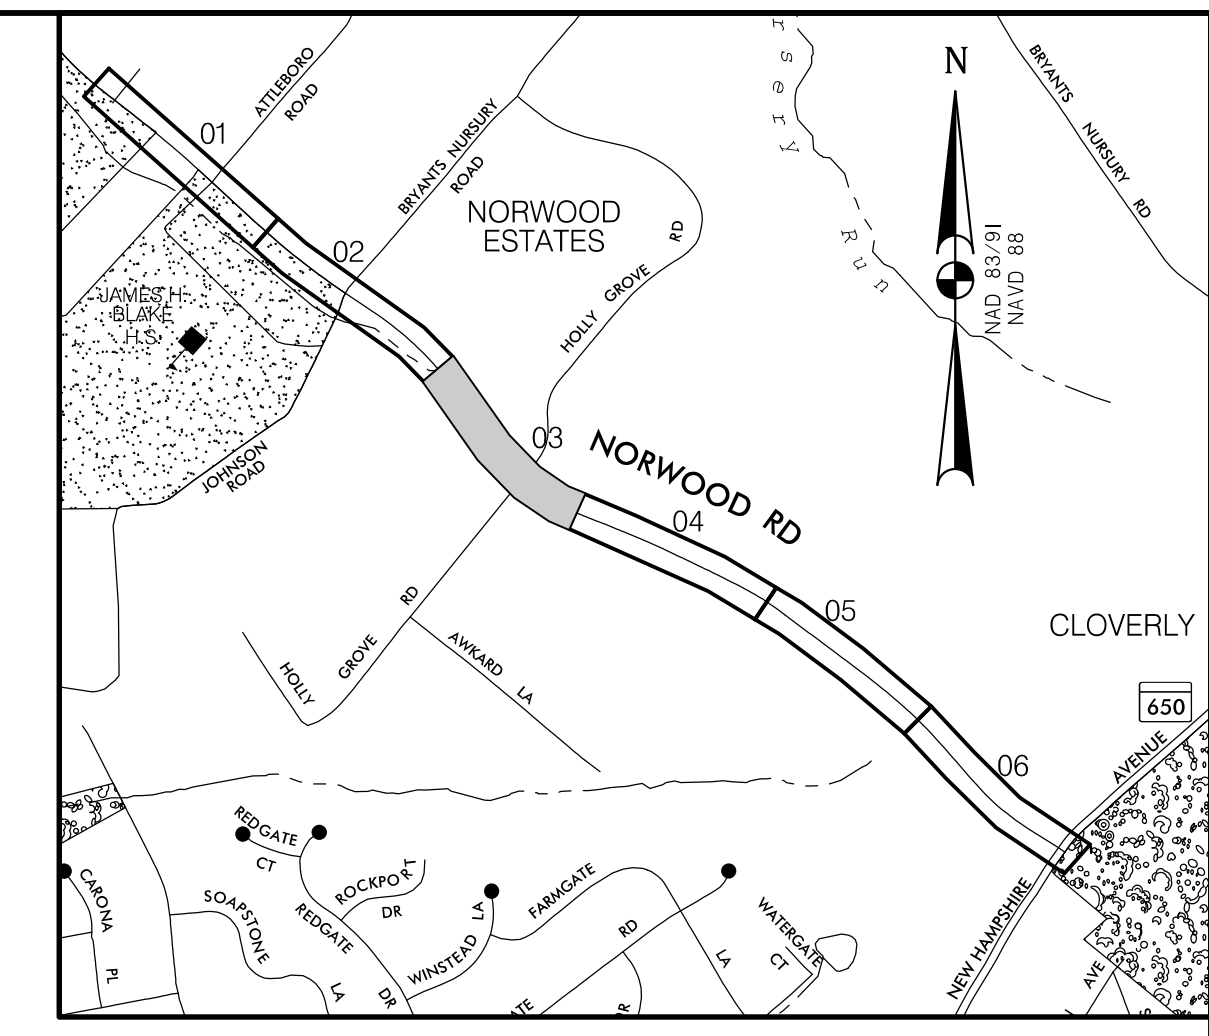 01
ATTLEBORO
ROAD
BRYANTS NURSURY
ROAD
02
NORWOOD
ESTATES
HOLLY GROVE RD
rsery Run
N
NAD 83/91
NAVD 88
BRYANTS NURSURY RD
JAMES H.
BLAKE
H.S.
JOHNSON
ROAD
03
NORWOOD RD
04
05
CLOVERLY
650
AVENUE
06
HOLLY GROVE RD
AWKARD LA
REDGATE
CT
CARONA PL
SOAPSTONE LA
REDGATE DR
ROCKPORT
DR
WINSTEAD LA
FARMGATE
LA
RD
WATERGATE
CT
NEW HAMPSHIRE
AVE